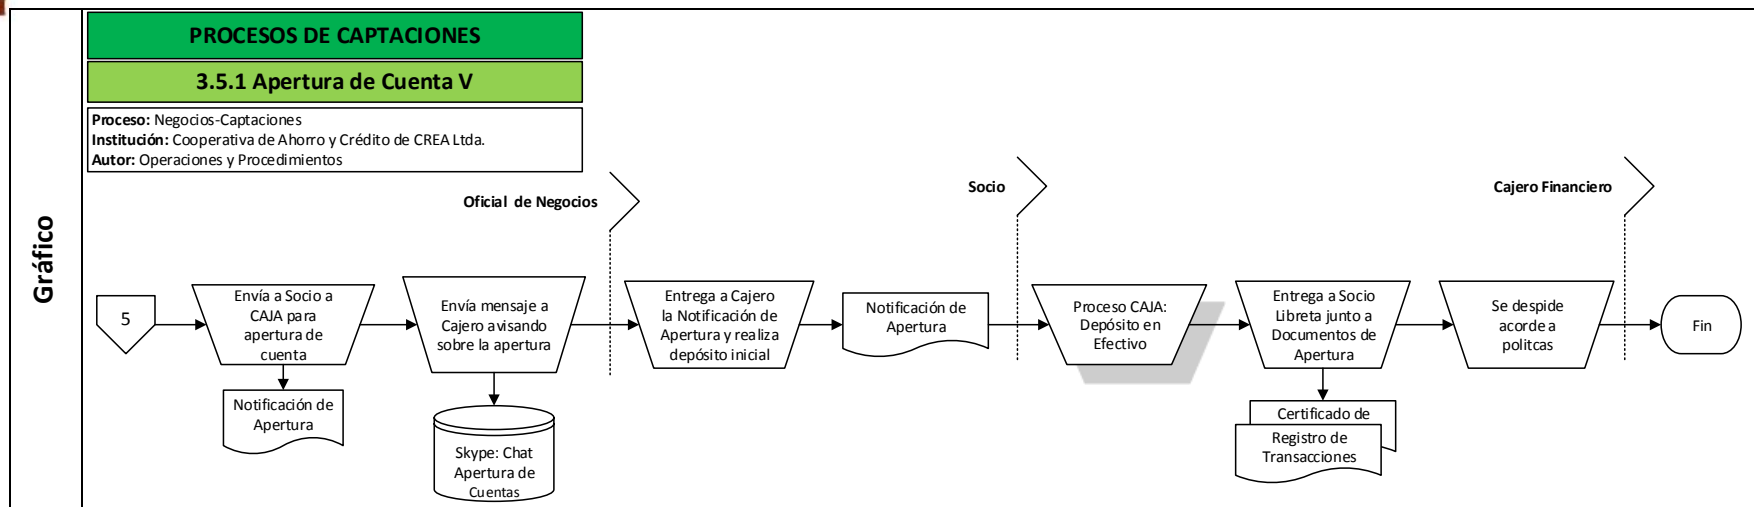 PROCESOS DE CAPTACIONES
3.5.1 Apertura de Cuenta V
Proceso: Negocios-Captaciones
Institución: Cooperativa de Ahorro y Crédito de CREA Ltda.
Autor: Operaciones y Procedimientos
Gráfico
Oficial de Negocios
Socio
Cajero Financiero
5
Envía a Socio a
CAJA para
apertura de
cuenta
Notificación de
Apertura
Envía mensaje a
Cajero avisando
sobre la apertura
Skype: Chat
Apertura de
Cuentas
Entrega a Cajero
la Notificación de
Apertura y realiza
depósito inicial
Notificación de
Apertura
Proceso CAJA:
Depósito en
Efectivo
Entrega a Socio
Libreta junto a
Documentos de
Apertura
Certificado de
Registro de
Transacciones
Se despide
acorde a
politcas
Fin